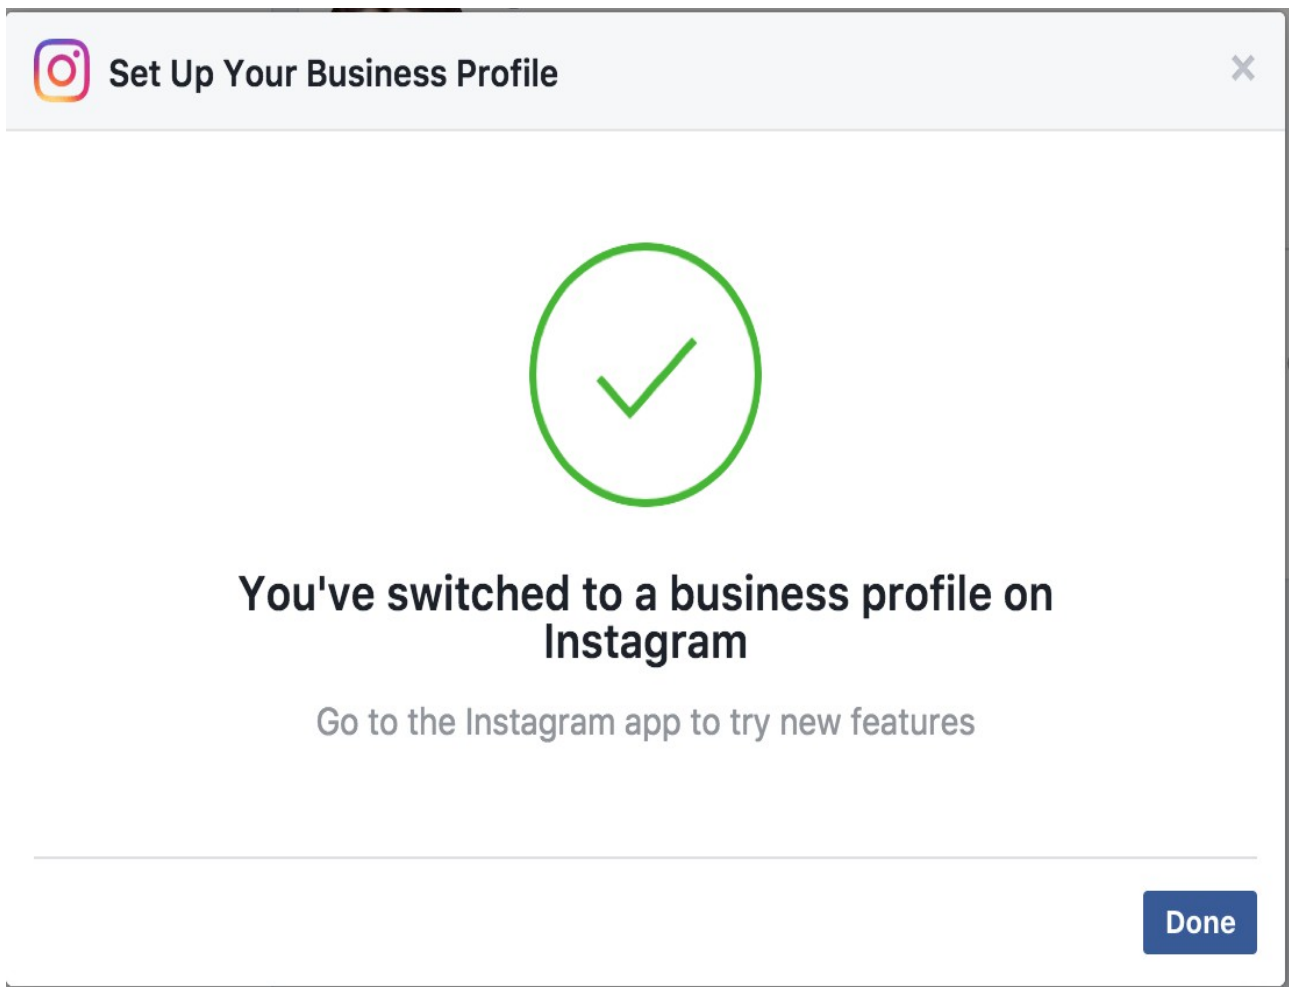 Set Up Your Business Profile
You've switched to a business profile on
Instagram
Go to the Instagram app to try new features
Done